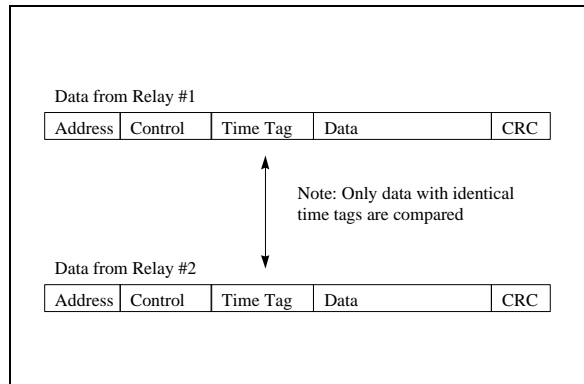 Data from Relay #1
Address Control Time Tag Data CRC
Note: Only data with identical
time tags are compared
Data from Relay #2
Address Control Time Tag Data CRC